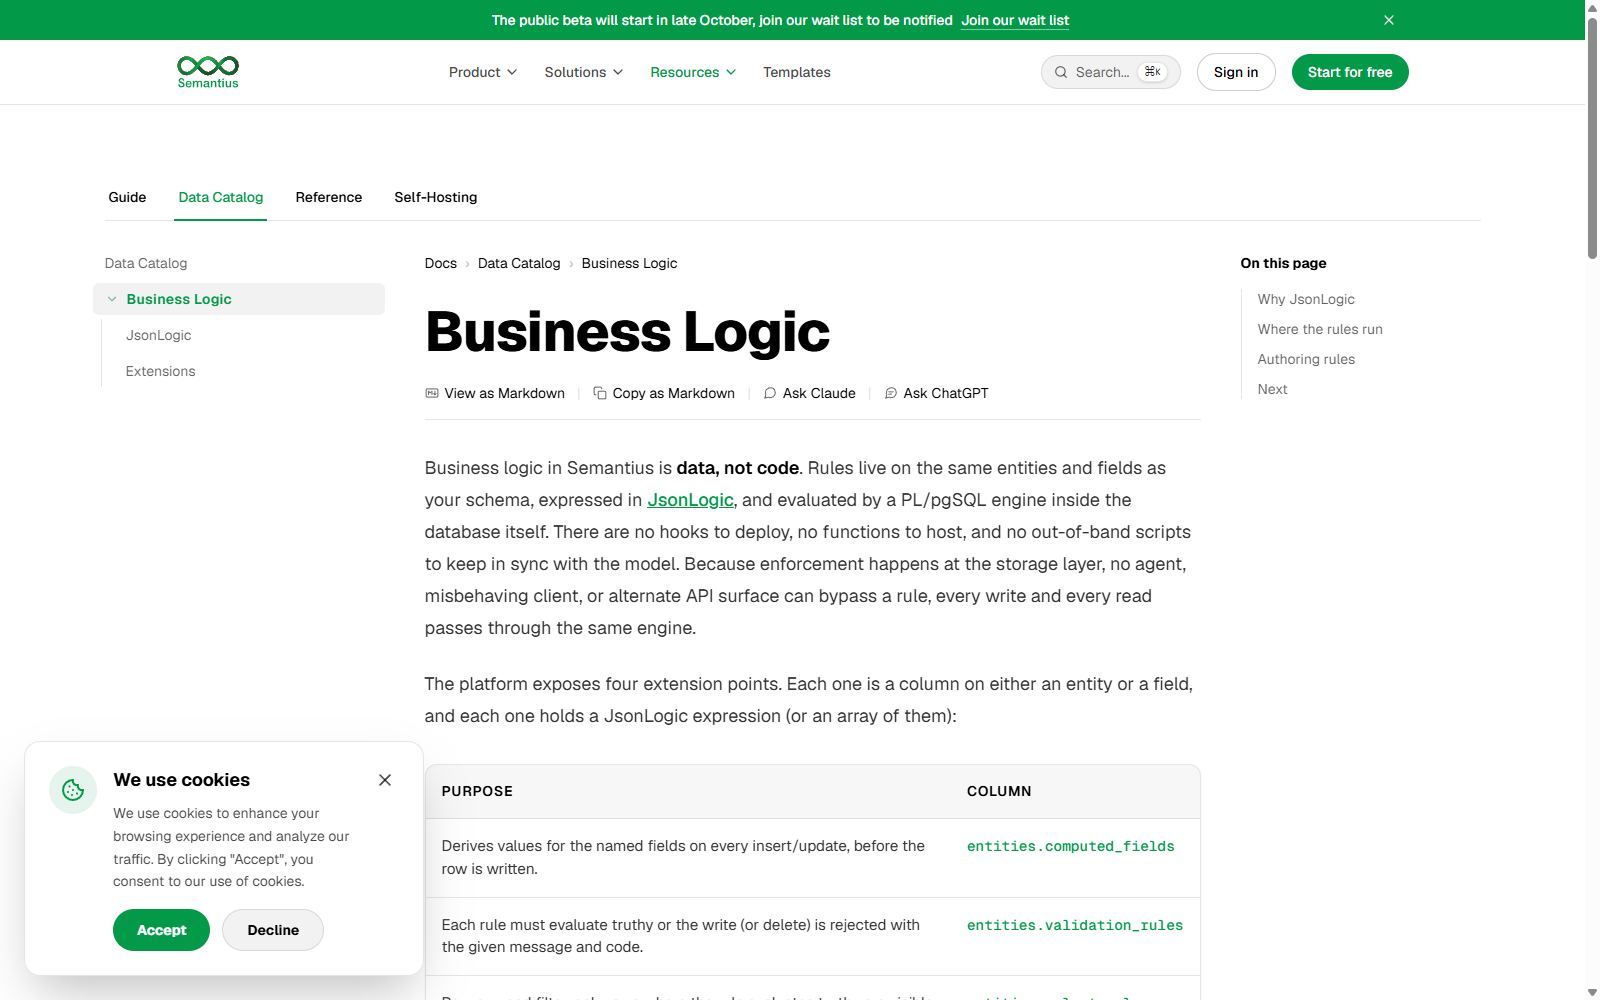 The public beta will start in late October, join our wait list to be notified Join our wait list
Semantius
Product
Solutions
Resources
Templates
Search... ⌘K
Sign in
Start for free
Guide
Data Catalog
Reference
Self-Hosting
Data Catalog
Business Logic
JsonLogic
Extensions
Docs › Data Catalog › Business Logic
Business Logic
View as Markdown
Copy as Markdown
Ask Claude
Ask ChatGPT
Business logic in Semantius is data, not code. Rules live on the same entities and fields as
your schema, expressed in JsonLogic, and evaluated by a PL/pgSQL engine inside the
database itself. There are no hooks to deploy, no functions to host, and no out-of-band scripts
to keep in sync with the model. Because enforcement happens at the storage layer, no agent,
misbehaving client, or alternate API surface can bypass a rule, every write and every read
passes through the same engine.
The platform exposes four extension points. Each one is a column on either an entity or a field,
and each one holds a JsonLogic expression (or an array of them):
PURPOSE
COLUMN
Derives values for the named fields on every insert/update, before the
row is written.
entities.computed_fields
Each rule must evaluate truthy or the write (or delete) is rejected with
the given message and code.
entities.validation_rules
On this page
Why JsonLogic
Where the rules run
Authoring rules
Next
We use cookies
We use cookies to enhance your
browsing experience and analyze our
traffic. By clicking "Accept", you
consent to our use of cookies.
Accept
Decline